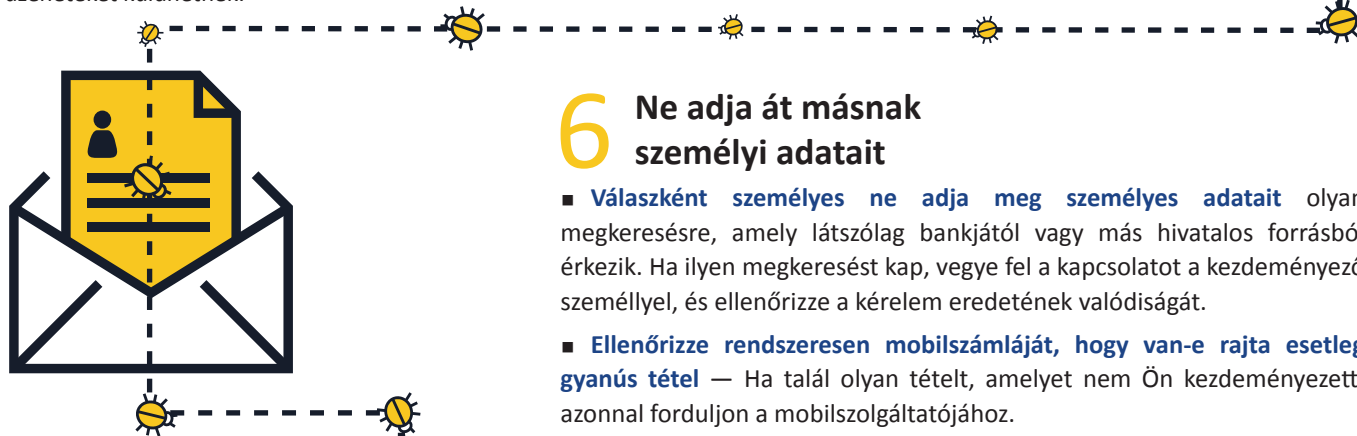 6 Ne adja át másnak
személyi adatait
▪ Válaszként személyes ne adja meg személyes adatait olyan
megkeresésre, amely látszólag bankjától vagy más hivatalos forrásbó
érkezik. Ha ilyen megkeresést kap, vegye fel a kapcsolatot a kezdeményező
személlyel, és ellenőrizze a kérelem eredetének valódiságát.
▪ Ellenőrizze rendszeresen mobilszámláját, hogy van-e rajta esetleg
gyanús tétel — Ha talál olyan tételt, amelyet nem Ön kezdeményezett
azonnal forduljon a mobilszolgáltatójához.